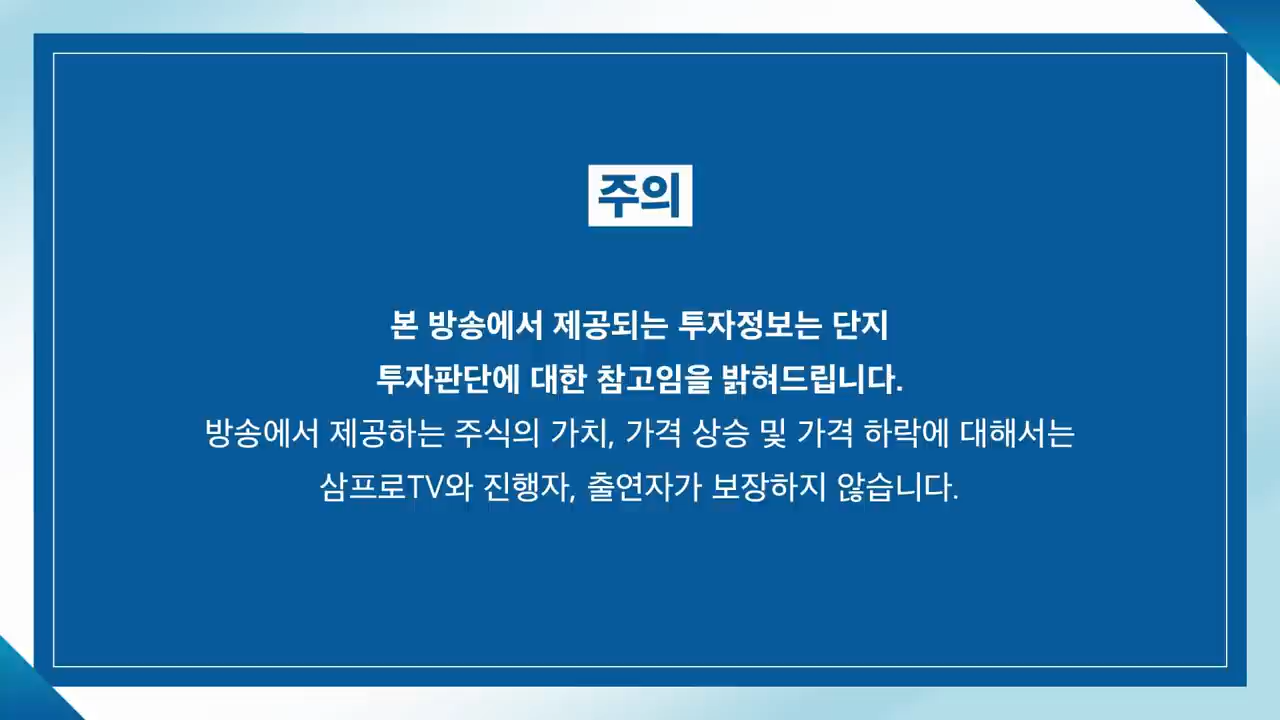 주의
본 방송에서 제공되는 투자정보는 단지
투자판단에 대한 참고임을 밝혀드립니다.
방송에서 제공하는 주식의 가치, 가격 상승 및 가격 하락에 대해서는
삼프로TV와 진행자, 출연자가 보장하지 않습니다.